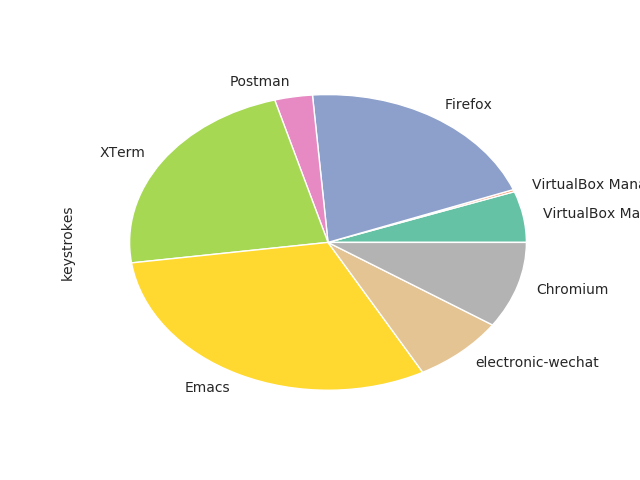 Postman
Firefox
XTerm
VirtualBox Mana
VirtualBox Ma
keystrokes
Chromium
electronic-wechat
Emacs